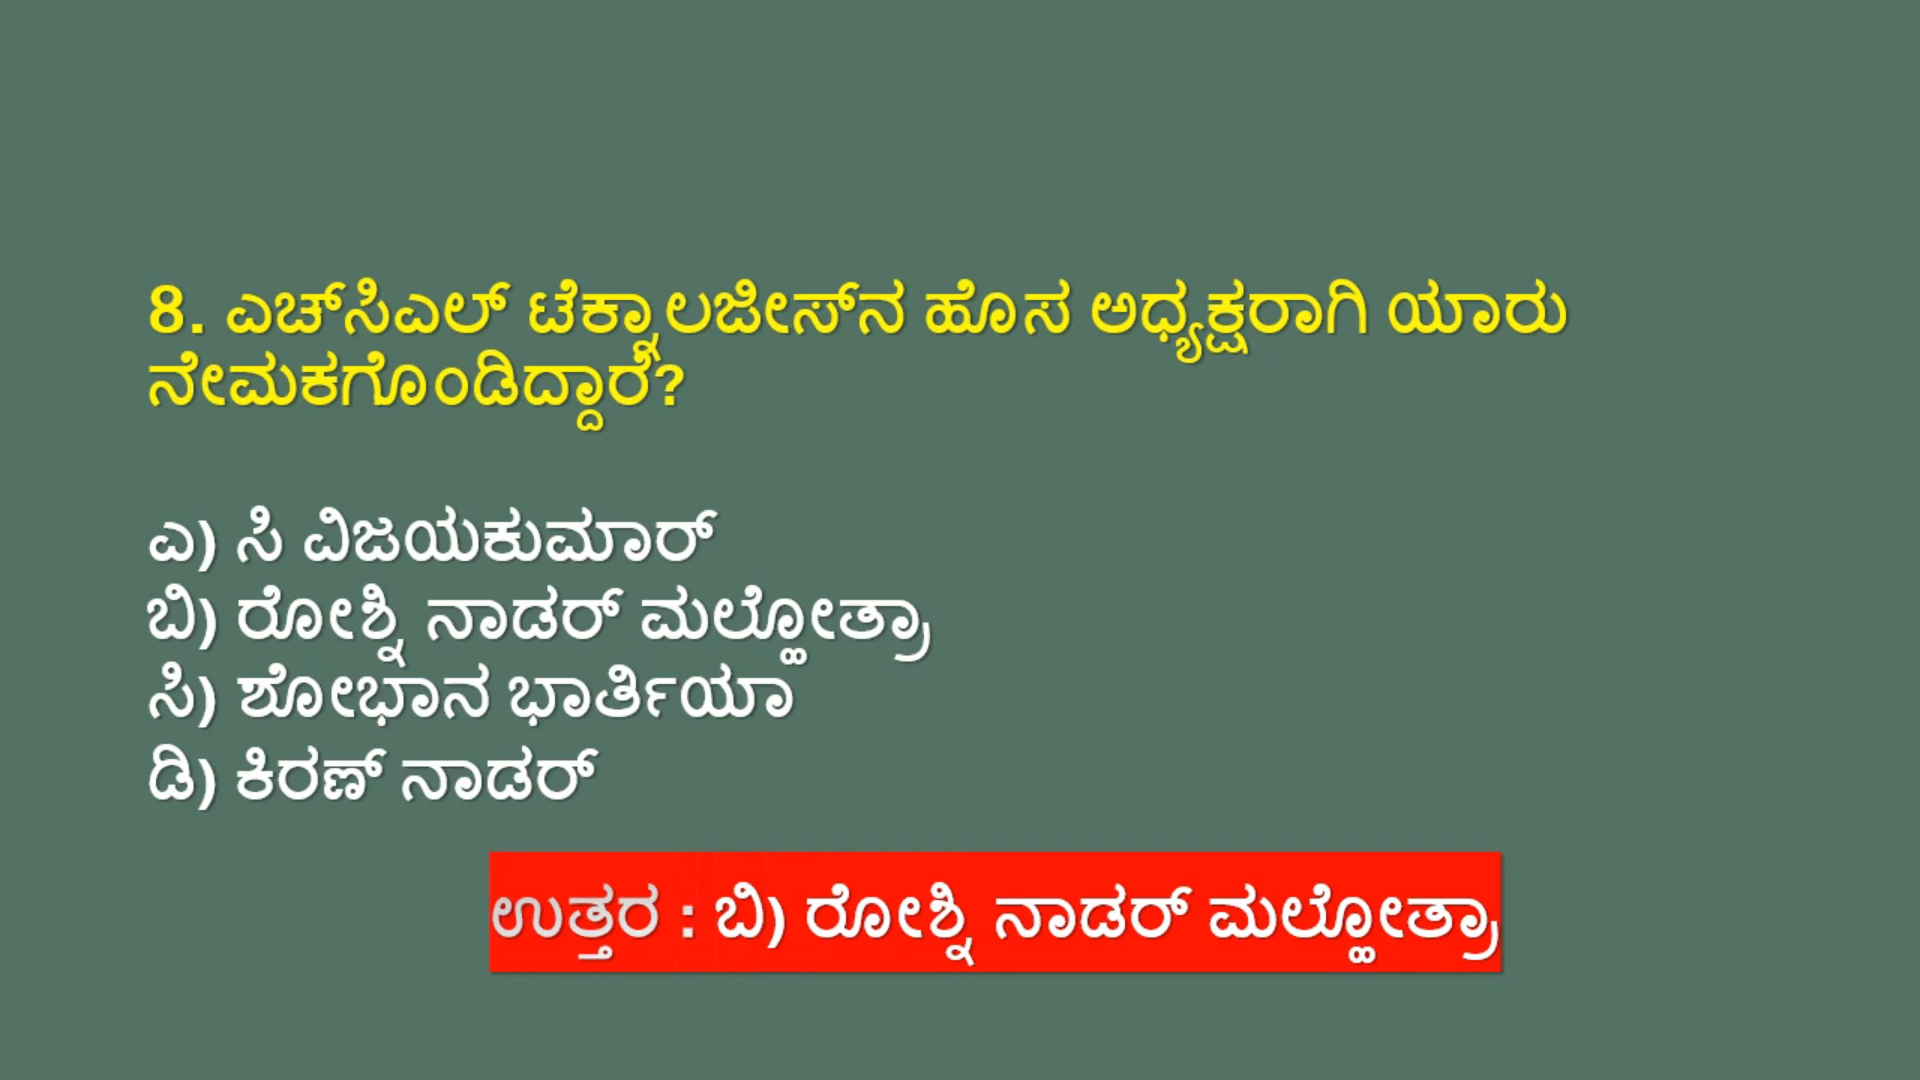 8. ಎಚ್‌ಸಿಎಲ್ ಟೆಕ್ನಾಲಜೀಸ್‌ನ ಹೊಸ ಅಧ್ಯಕ್ಷರಾಗಿ ಯಾರು
ನೇಮಕಗೊಂಡಿದ್ದಾರೆ?
ಎ) ಸಿ ವಿಜಯಕುಮಾರ್
ಬಿ) ರೋಶ್ನಿ ನಾಡರ್ ಮಲ್ಹೋತ್ರಾ
ಸಿ) ಶೋಭಾನ ಭಾರ್ತಿಯಾ
ಡಿ) ಕಿರಣ್ ನಾಡರ್
ಉತ್ತರ : ಬಿ) ರೋಶ್ನಿ ನಾಡರ್ ಮಲ್ಹೋತ್ರಾ